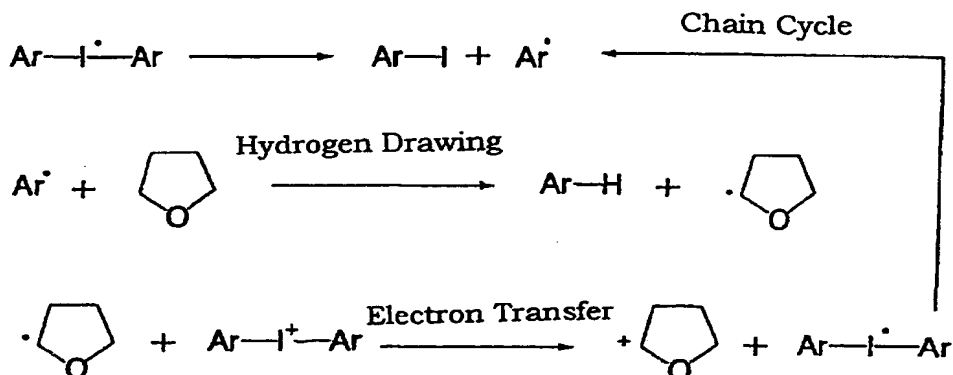 Chain Cycle
Ar—I•—Ar → Ar—I + Ar•
Hydrogen Drawing
Ar• + O → Ar—H + • O
Electron Transfer
• O + Ar—I+—Ar → + O + Ar—I•—Ar